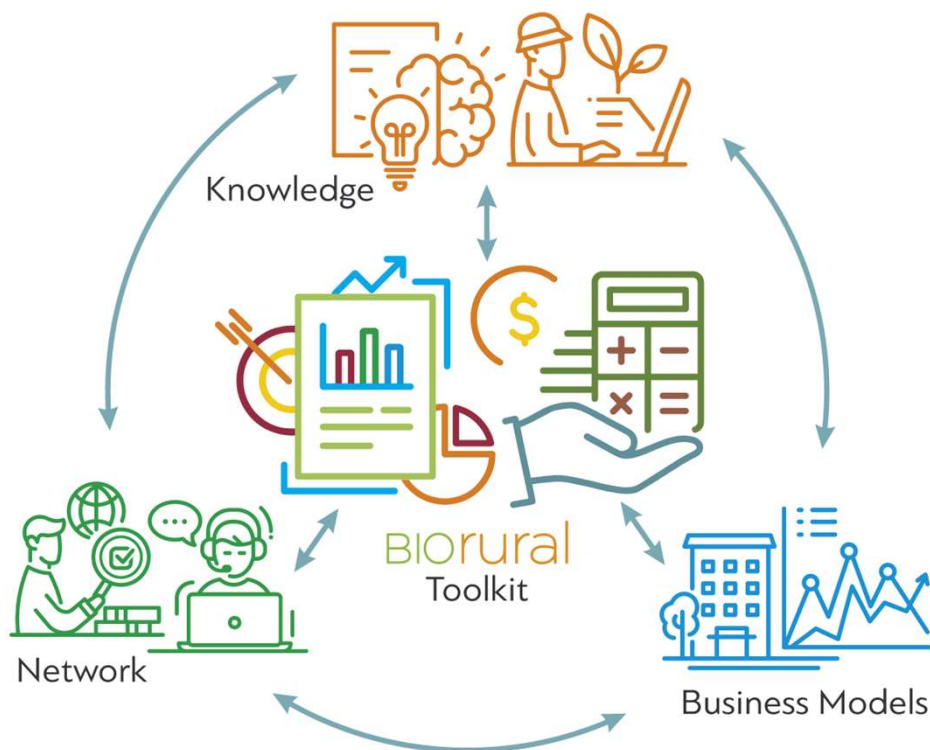 Knowledge
$
BIOrural
Toolkit
Network
Business Models